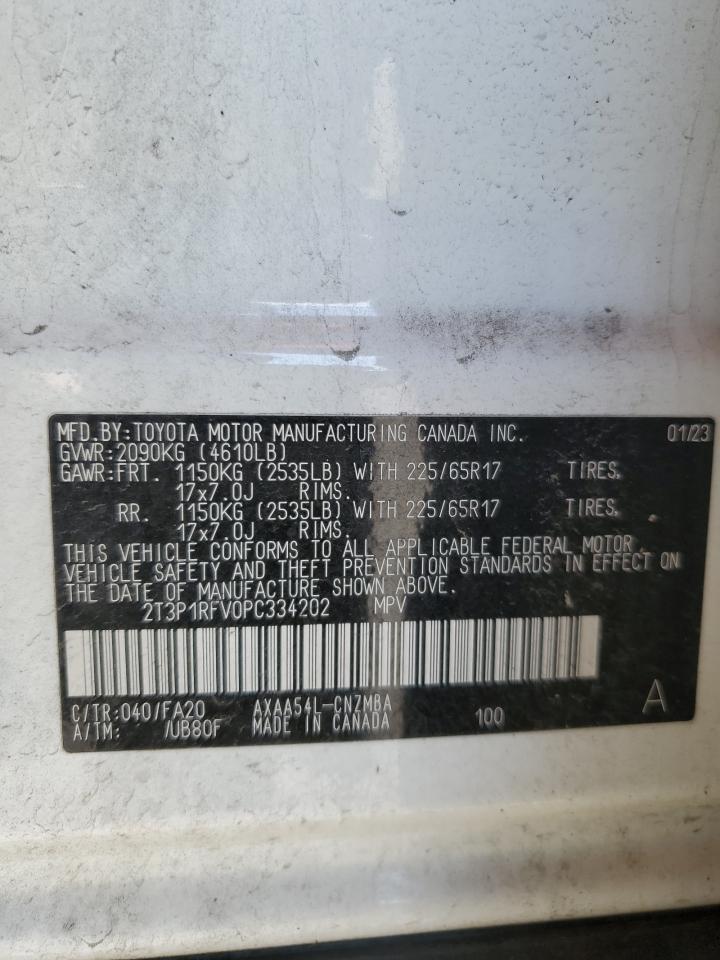 MFD.BY:TOYOTA MOTOR MANUFACTURING CANADA INC. 01/23
GVWR:2090KG (4610LB)
GAWR:FRT. 1150KG (2535LB) WITH 225/65R17 TIRES,
17x7.0J RIMS.
RR. 1150KG (2535LB) WITH 225/65R17 TIRES,
17x7.0J RIMS.
THIS VEHICLE CONFORMS TO ALL APPLICABLE FEDERAL MOTOR
VEHICLE SAFETY AND THEFT PREVENTION STANDARDS IN EFFECT ON
THE DATE OF MANUFACTURE SHOWN ABOVE.
2T3P1RFV0PC334202 MPV
C/TR:040/FA20 AXAA54L-CNZMBA
A/TM: /UB80F MADE IN CANADA 100 A